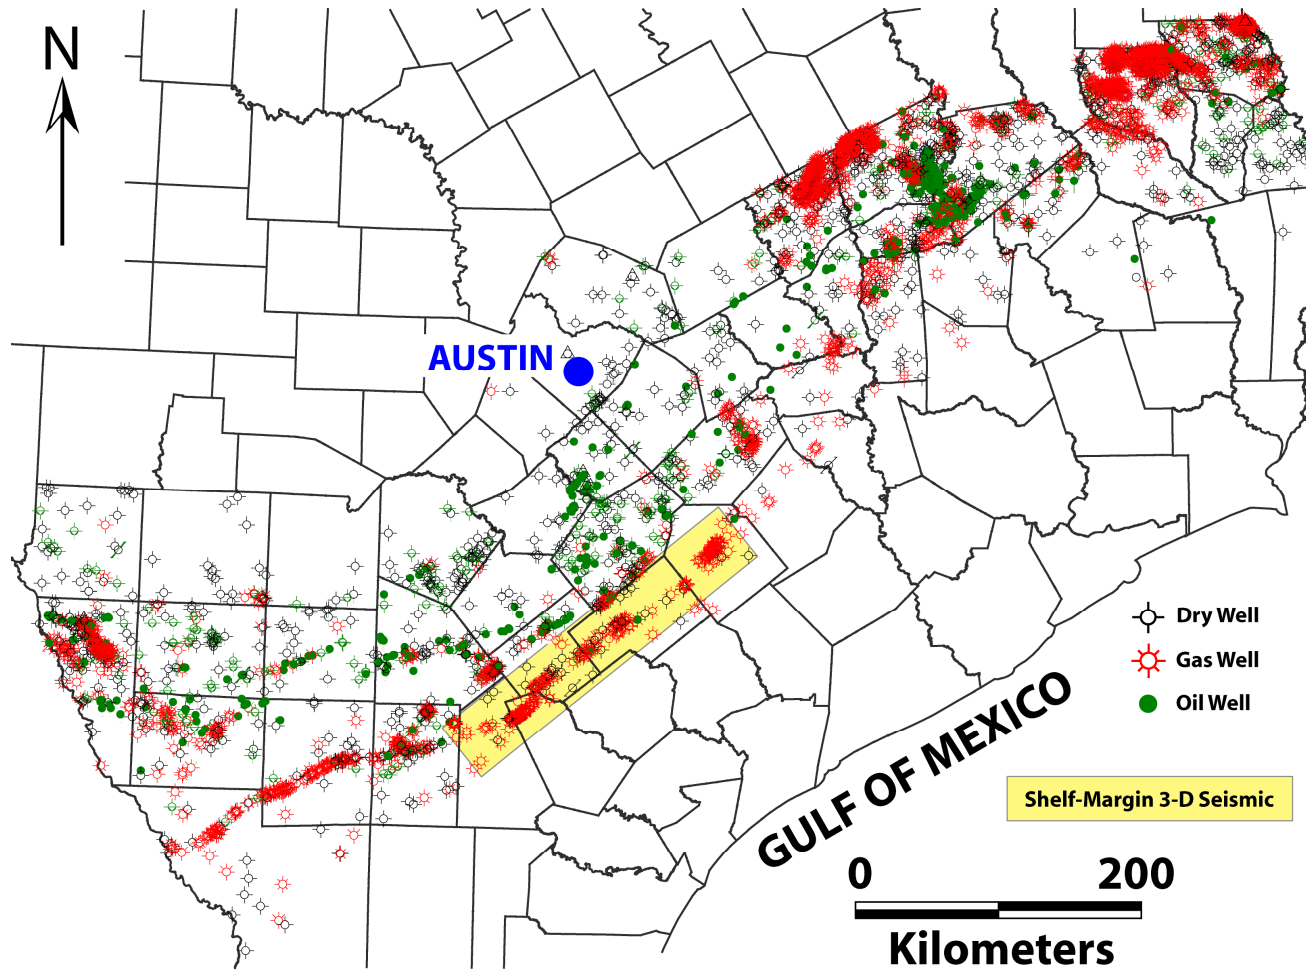 N
AUSTIN
Dry Well
Gas Well
Oil Well
GULF OF MEXICO
Shelf-Margin 3-D Seismic
0 200
Kilometers